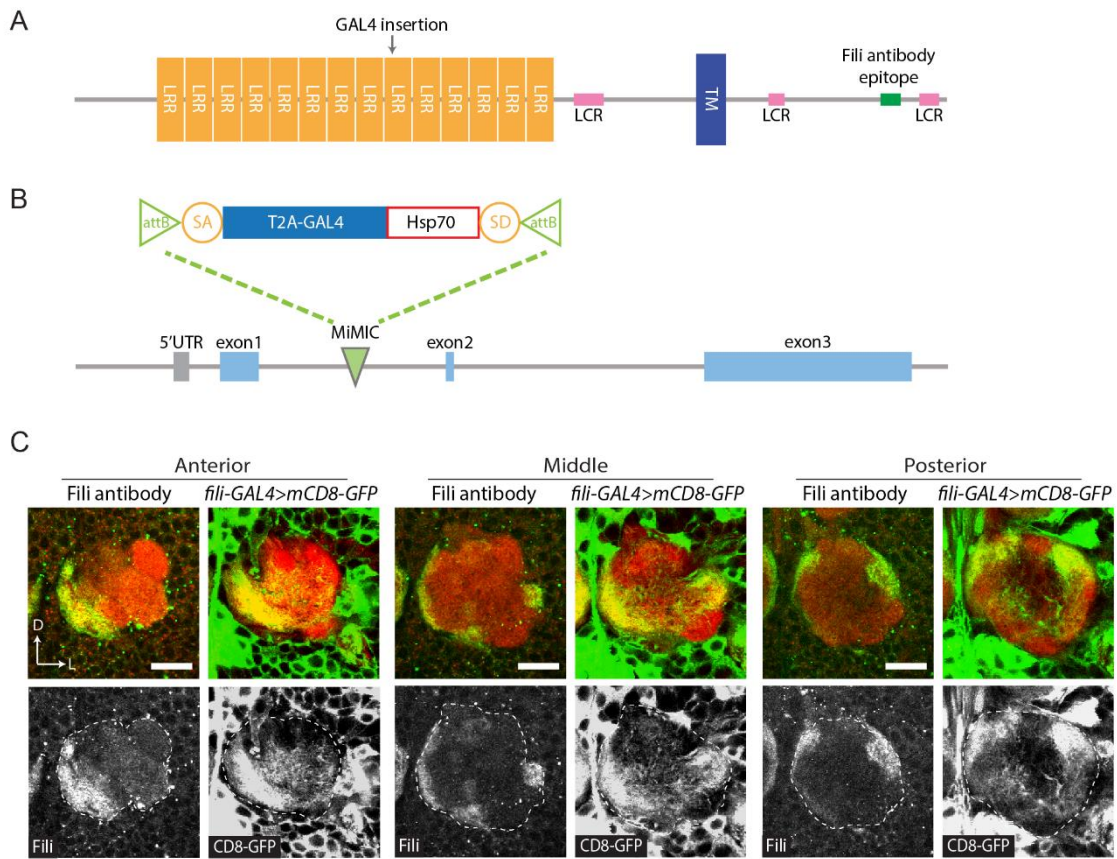 A
GAL4 insertion
LRR LRR LRR LRR LRR LRR LRR LRR LRR LRR LRR LRR LRR LRR
LCR
TM
LCR
Fili antibody
epitope
LCR
B
attB SA T2A-GAL4 Hsp70 SD attB
MiMIC
5'UTR exon1 exon2 exon3
C
Anterior Middle Posterior
Fili antibody fili-GAL4>mCD8-GFP Fili antibody fili-GAL4>mCD8-GFP Fili antibody fili-GAL4>mCD8-GFP
D
L
Fili CD8-GFP Fili CD8-GFP Fili CD8-GFP